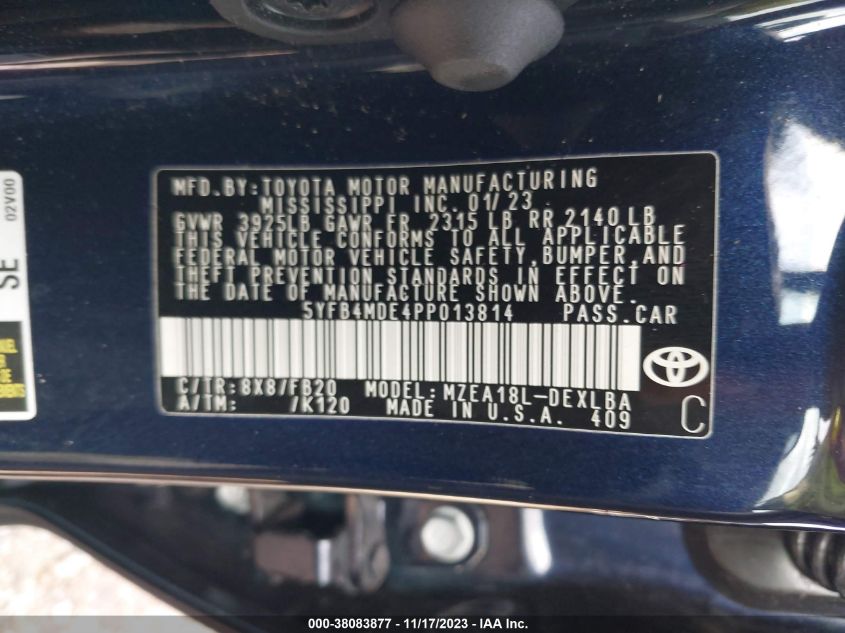 MFD.BY:TOYOTA MOTOR MANUFACTURING
MISSISSIPPI INC. 01/23
GVWR 3925LB GAWR FR 2315 LB RR 2140 LB
THIS VEHICLE CONFORMS TO ALL APPLICABLE
FEDERAL MOTOR VEHICLE SAFETY,BUMPER,AND
THEFT PREVENTION STANDARDS IN EFFECT ON
THE DATE OF MANUFACTURE SHOWN ABOVE.
5YFB4MDE4PP013814 PASS.CAR
C/TR:8X8/FB20 MODEL:MZEA18L-DEXLBA
A/TM: /K120 MADE IN U.S.A. 409
C
02V00
SE
DE
000-38083877 - 11/17/2023 - IAA Inc.